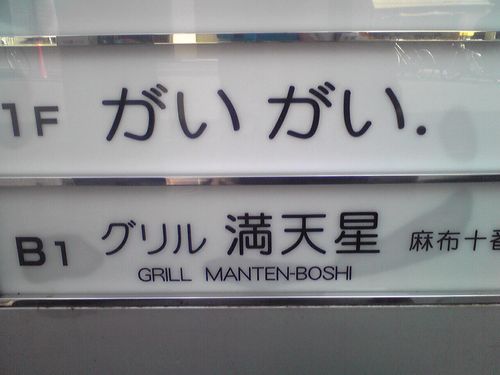 1F がいがい.
B1 グリル 満天星 麻布十番
GRILL MANTEN-BOSHI